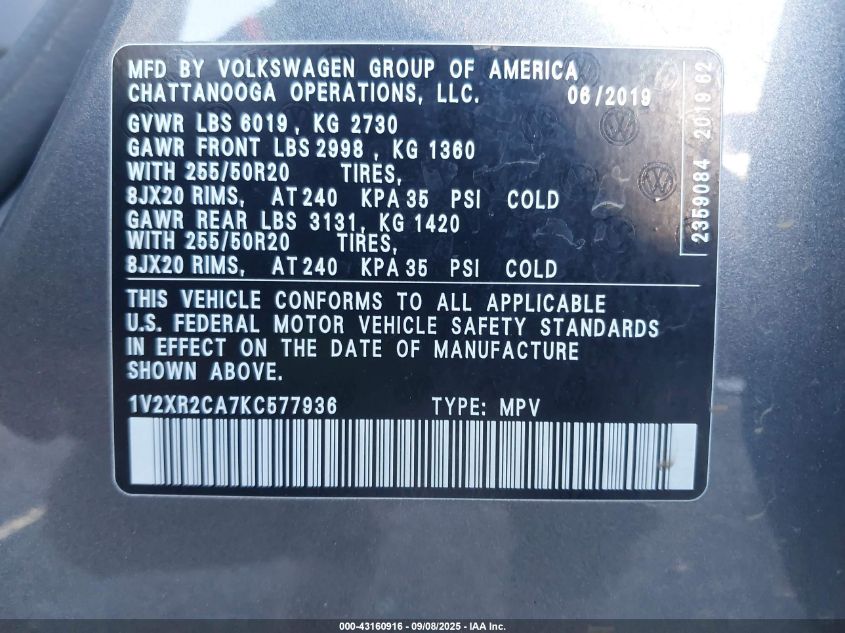 MFD BY VOLKSWAGEN GROUP OF AMERICA
CHATTANOOGA OPERATIONS, LLC. 06/2019
GVWR LBS 6019, KG 2730
GAWR FRONT LBS 2998, KG 1360
WITH 255/50R20 TIRES,
8JX20 RIMS, AT 240 KPA 35 PSI COLD
GAWR REAR LBS 3131, KG 1420
WITH 255/50R20 TIRES,
8JX20 RIMS, AT 240 KPA 35 PSI COLD
2359084 2019 62
THIS VEHICLE CONFORMS TO ALL APPLICABLE
U.S. FEDERAL MOTOR VEHICLE SAFETY STANDARDS
IN EFFECT ON THE DATE OF MANUFACTURE
SHOWN ABOVE.
1V2XR2CA7KC577936 TYPE: MPV
000-43160916 - 09/08/2025 - IAA Inc.